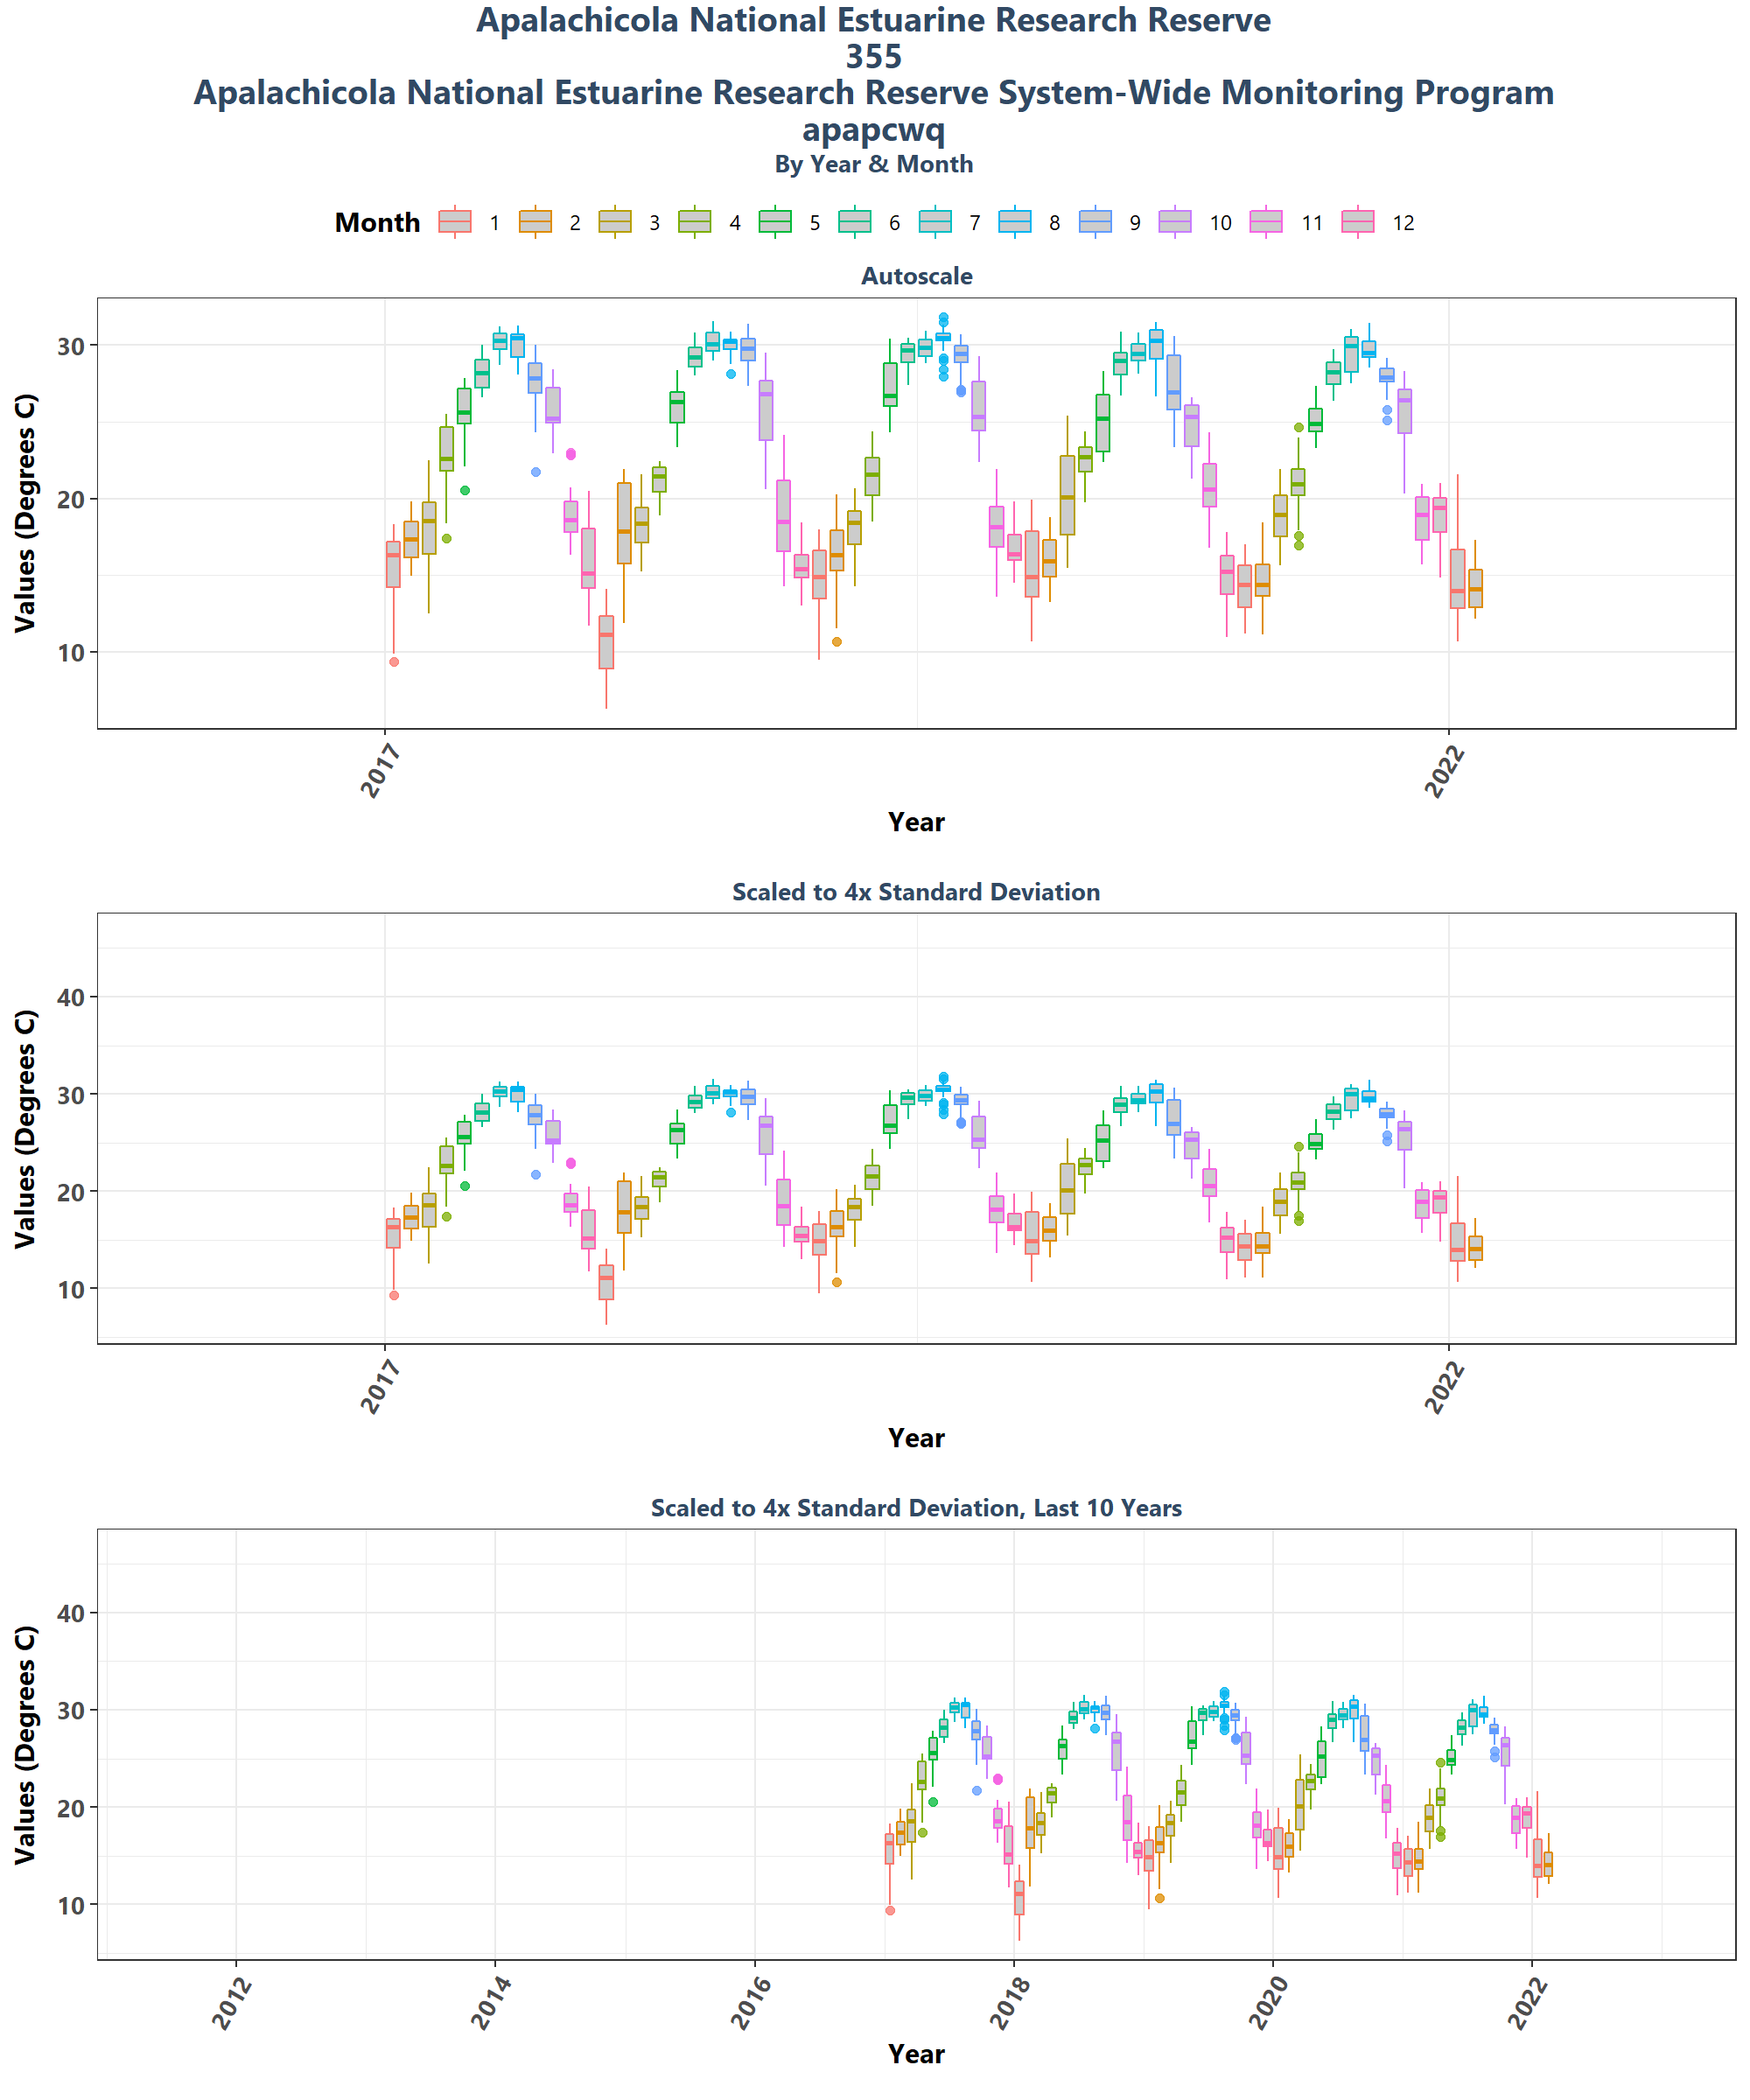 Apalachicola National Estuarine Research Reserve
355
Apalachicola National Estuarine Research Reserve System-Wide Monitoring Program
apapcwq
By Year & Month
Month 1 2 3 4 5 6 7 8 9 10 11 12
Autoscale
Values (Degrees C)
30
20
10
2017 2022
Year
Scaled to 4x Standard Deviation
Values (Degrees C)
40
30
20
10
2017 2022
Year
Scaled to 4x Standard Deviation, Last 10 Years
Values (Degrees C)
40
30
20
10
2012 2014 2016 2018 2020 2022
Year